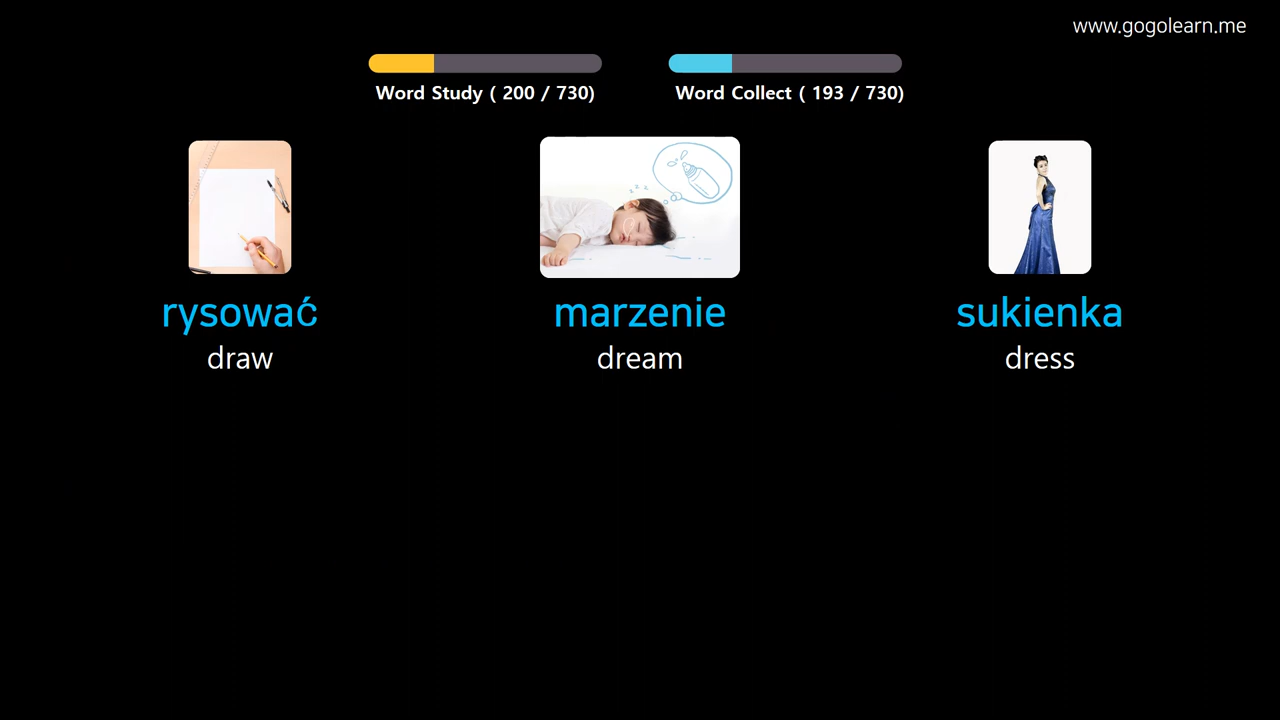 www.gogolearn.me
Word Study ( 200 / 730)
Word Collect ( 193 / 730)
rysować
marzenie
sukienka
draw
dream
dress